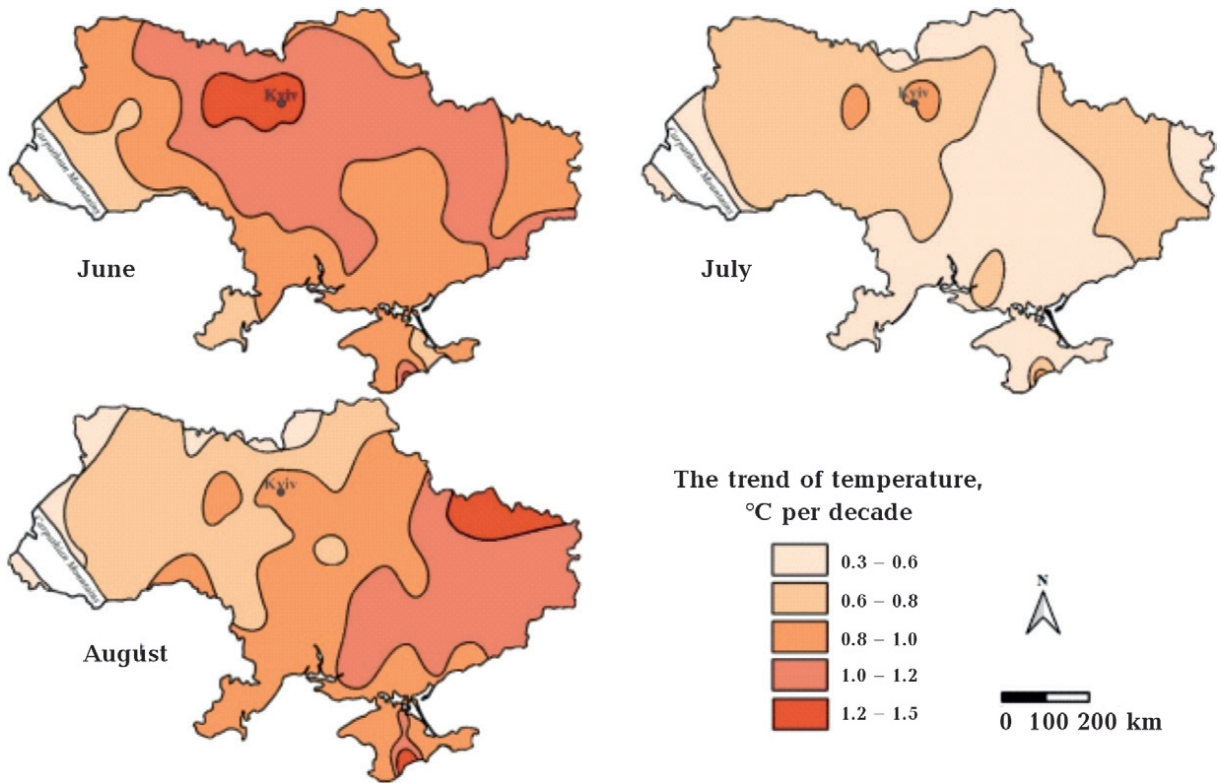 Kyiv
Carpathian Mountains
June
Kyiv
Carpathian Mountains
July
Kyiv
Carpathian Mountains
August
The trend of temperature,
°C per decade
0.3 – 0.6
0.6 – 0.8
0.8 – 1.0
1.0 – 1.2
1.2 – 1.5
N
0 100 200 km